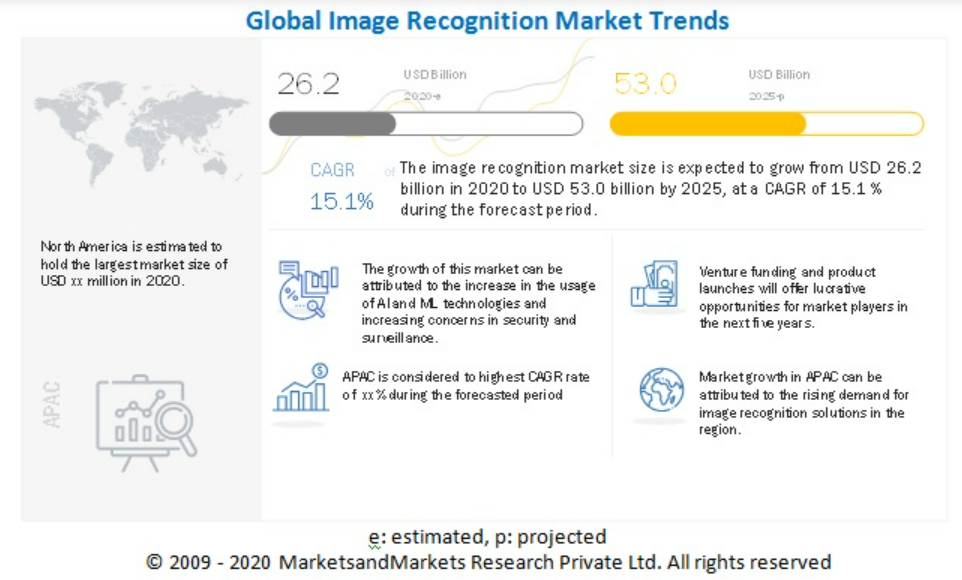 Global Image Recognition Market Trends
26.2
USD Billion
2020-e
53.0
USD Billion
2025-p
CAGR
of
15.1%
The image recognition market size is expected to grow from USD 26.2
billion in 2020 to USD 53.0 billion by 2025, at a CAGR of 15.1 %
during the forecast period.
North America is estimated to
hold the largest market size of
USD xx million in 2020.
The growth of this market can be
attributed to the increase in the usage
of AI and ML technologies and
increasing concerns in security and
surveillance.
Venture funding and product
launches will offer lucrative
opportunities for market players in
the next five years.
APAC
APAC is considered to highest CAGR rate
of xx % during the forecasted period
Market growth in APAC can be
attributed to the rising demand for
image recognition solutions in the
region.
e: estimated, p: projected
© 2009 - 2020 MarketsandMarkets Research Private Ltd. All rights reserved